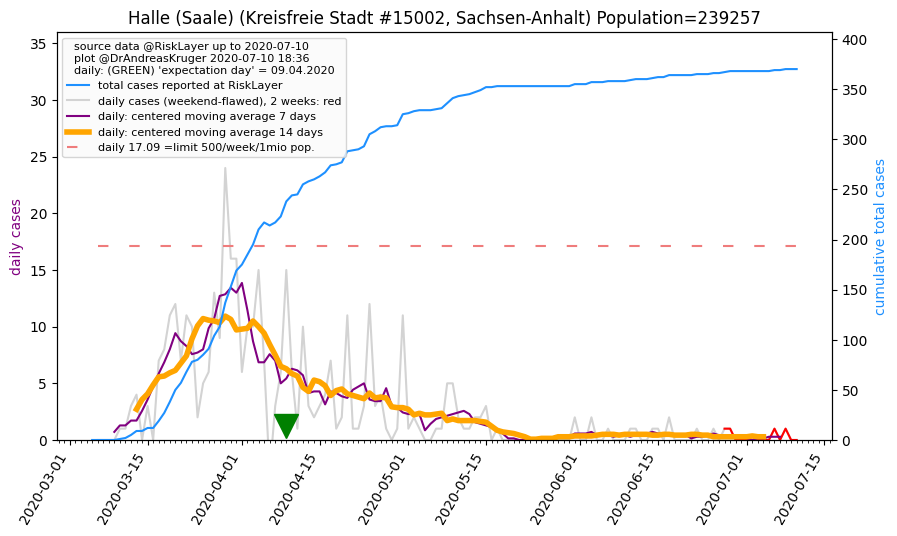 Halle (Saale) (Kreisfreie Stadt #15002, Sachsen-Anhalt) Population=239257
source data @RiskLayer up to 2020-07-10
plot @DrAndreasKruger 2020-07-10 18:36
daily: (GREEN) 'expectation day' = 09.04.2020
total cases reported at RiskLayer
daily cases (weekend-flawed), 2 weeks: red
daily: centered moving average 7 days
daily: centered moving average 14 days
daily 17.09 =limit 500/week/1mio pop.
daily cases
35
30
25
20
15
10
5
0
400
350
300
250
200
150
100
50
0
cumulative total cases
2020-03-01
2020-03-15
2020-04-01
2020-04-15
2020-05-01
2020-05-15
2020-06-01
2020-06-15
2020-07-01
2020-07-15